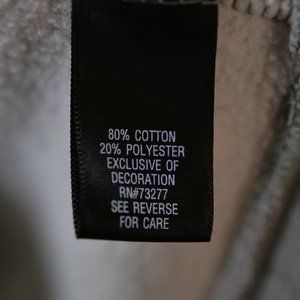 80% COTTON
20% POLYESTER
EXCLUSIVE OF
DECORATION
RN#73277
SEE REVERSE
FOR CARE